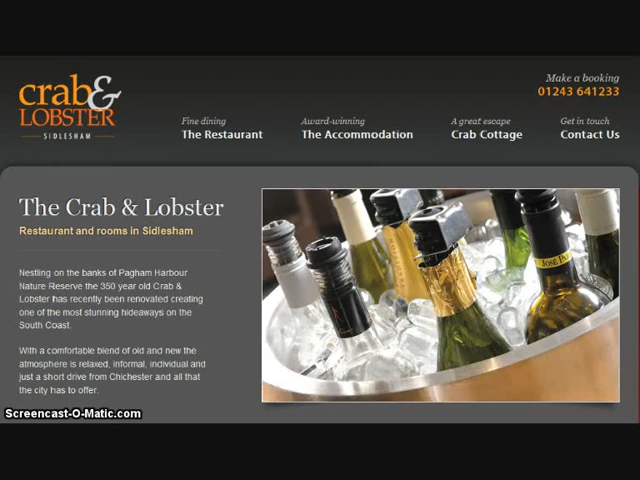 crab&
LOBSTER
SIDLESHAM
Make a booking
01243 641233
Fine dining
The Restaurant
Award-winning
The Accommodation
A great escape
Crab Cottage
Get in touch
Contact Us
The Crab & Lobster
Restaurant and rooms in Sidlesham
Nestling on the banks of Pagham Harbour
Nature Reserve the 350 year old Crab &
Lobster has recently been renovated creating
one of the most stunning hideaways on the
South Coast.
With a comfortable blend of old and new the
atmosphere is relaxed, informal, individual and
just a short drive from Chichester and all that
the city has to offer.
Screencast-O-Matic.com